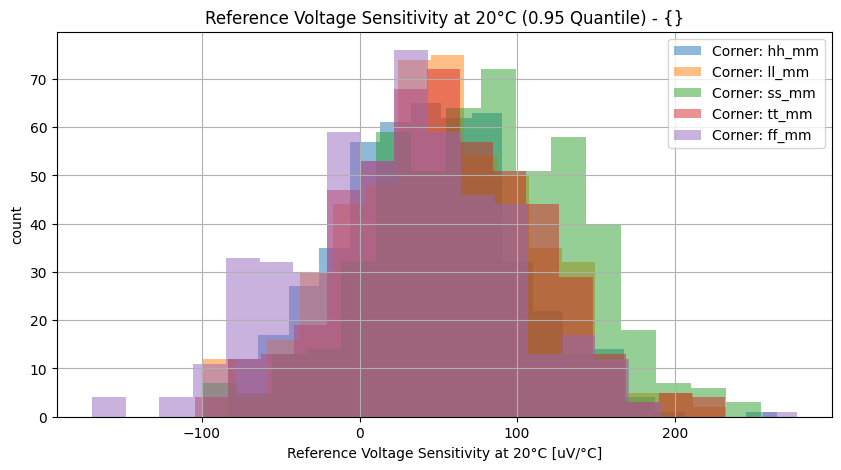 Reference Voltage Sensitivity at 20°C (0.95 Quantile) - {}
Corner: hh_mm
Corner: ll_mm
Corner: ss_mm
Corner: tt_mm
Corner: ff_mm
70
60
50
40
30
20
10
0
count
−100
0
100
200
Reference Voltage Sensitivity at 20°C [uV/°C]